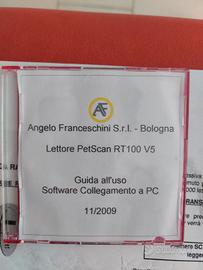 AF
Angelo Franceschini S.r.l. - Bologna
Lettore PetScan RT100 V5
Guida all'uso
Software Collegamento a PC
11/2009